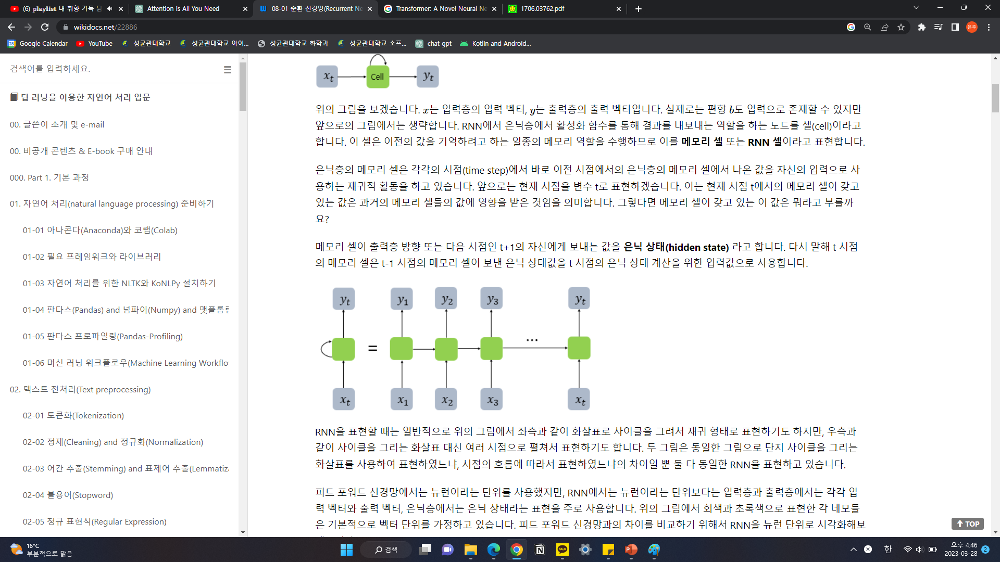 (6) playlist 내 취향 가득 담
Attention is All You Need
08-01 순환 신경망(Recurrent Ne
Transformer: A Novel Neural Ne
1706.03762.pdf
wikidocs.net/22886
은주
28 Google Calendar
YouTube
성균관대학교
성균관대학교 아이...
성균관대학교 화학과
성균관대학교 소프...
chat gpt
Kotlin and Android...
검색어를 입력하세요.
딥 러닝을 이용한 자연어 처리 입문
00. 글쓴이 소개 및 e-mail
00. 비공개 콘텐츠 & E-book 구매 안내
000. Part 1. 기본 과정
01. 자연어 처리(natural language processing) 준비하기
01-01 아나콘다(Anaconda)와 코랩(Colab)
01-02 필요 프레임워크와 라이브러리
01-03 자연어 처리를 위한 NLTK와 KoNLPy 설치하기
01-04 판다스(Pandas) and 넘파이(Numpy) and 맷플롭립
01-05 판다스 프로파일링(Pandas-Profiling)
01-06 머신 러닝 워크플로우(Machine Learning Workflo
02. 텍스트 전처리(Text preprocessing)
02-01 토큰화(Tokenization)
02-02 정제(Cleaning) and 정규화(Normalization)
02-03 어간 추출(Stemming) and 표제어 추출(Lemmatiza
02-04 불용어(Stopword)
02-05 정규 표현식(Regular Expression)
xt Cell yt
위의 그림을 보겠습니다. x는 입력층의 입력 벡터, y는 출력층의 출력 벡터입니다. 실제로는 편향 b도 입력으로 존재할 수 있지만
앞으로의 그림에서는 생략합니다. RNN에서 은닉층에서 활성화 함수를 통해 결과를 내보내는 역할을 하는 노드를 셀(cell)이라고
합니다. 이 셀은 이전의 값을 기억하려고 하는 일종의 메모리 역할을 수행하므로 이를 메모리 셀 또는 RNN 셀이라고 표현합니다.
은닉층의 메모리 셀은 각각의 시점(time step)에서 바로 이전 시점에서의 은닉층의 메모리 셀에서 나온 값을 자신의 입력으로 사
용하는 재귀적 활동을 하고 있습니다. 앞으로는 현재 시점을 변수 t로 표현하겠습니다. 이는 현재 시점 t에서의 메모리 셀이 갖고
있는 값은 과거의 메모리 셀들의 값에 영향을 받은 것임을 의미합니다. 그렇다면 메모리 셀이 갖고 있는 이 값은 뭐라고 부를까
요?
메모리 셀이 출력층 방향 또는 다음 시점인 t+1의 자신에게 보내는 값을 은닉 상태(hidden state) 라고 합니다. 다시 말해 t 시점
의 메모리 셀은 t-1 시점의 메모리 셀이 보낸 은닉 상태값을 t 시점의 은닉 상태 계산을 위한 입력값으로 사용합니다.
yt y1 y2 y3 yt
= ...
xt x1 x2 x3 xt
RNN을 표현할 때는 일반적으로 위의 그림에서 좌측과 같이 화살표로 사이클을 그려서 재귀 형태로 표현하기도 하지만, 우측과
같이 사이클을 그리는 화살표 대신 여러 시점으로 펼쳐서 표현하기도 합니다. 두 그림은 동일한 그림으로 단지 사이클을 그리는
화살표를 사용하여 표현하였느냐, 시점의 흐름에 따라서 표현하였느냐의 차이일 뿐 둘 다 동일한 RNN을 표현하고 있습니다.
피드 포워드 신경망에서는 뉴런이라는 단위를 사용했지만, RNN에서는 뉴런이라는 단위보다는 입력층과 출력층에서는 각각 입
력 벡터와 출력 벡터, 은닉층에서는 은닉 상태라는 표현을 주로 사용합니다. 위의 그림에서 회색과 초록색으로 표현한 각 네모들
은 기본적으로 벡터 단위를 가정하고 있습니다. 피드 포워드 신경망과의 차이를 비교하기 위해서 RNN을 뉴런 단위로 시각화해보
TOP
16°C
부분적으로 맑음
검색
TALK
한
오후 4:46
2023-03-28
2